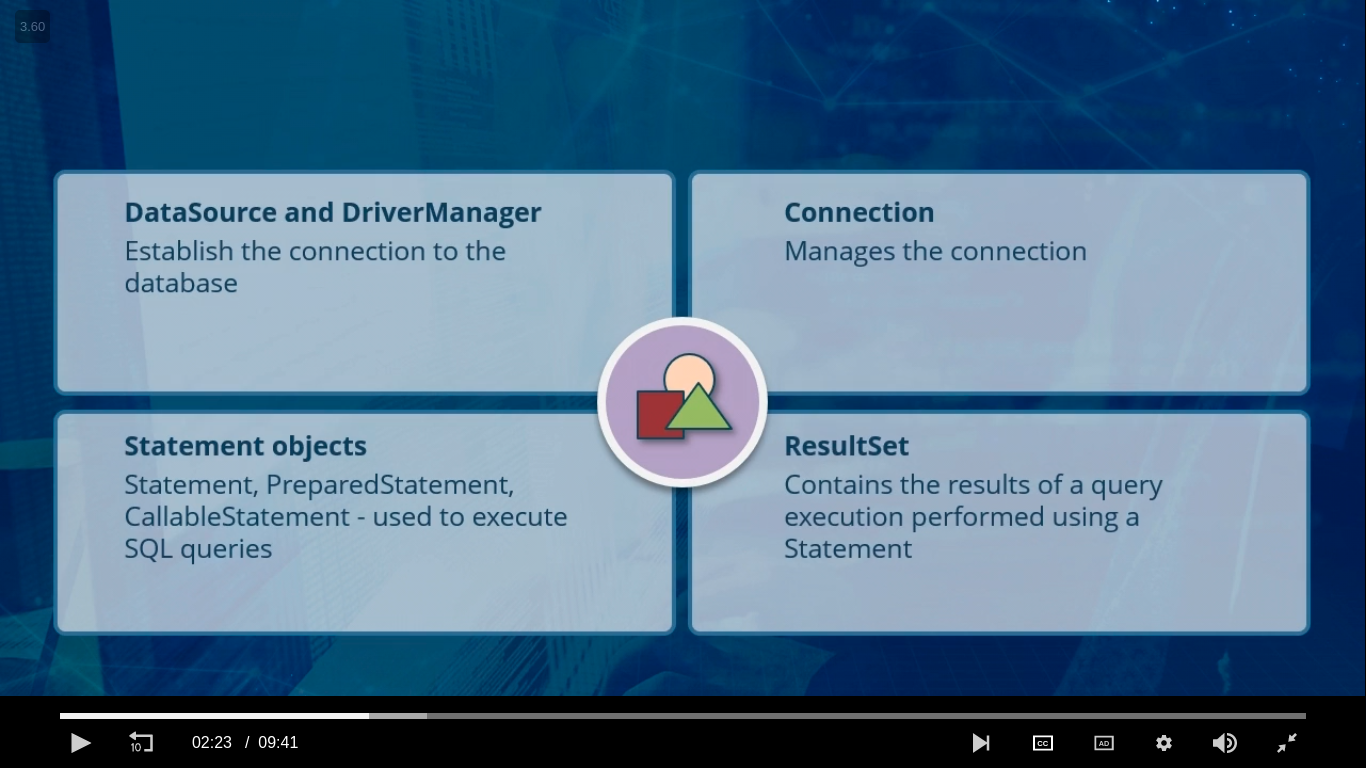 3.60
DataSource and DriverManager
Establish the connection to the
database
Connection
Manages the connection
Statement objects
Statement, PreparedStatement,
CallableStatement - used to execute
SQL queries
ResultSet
Contains the results of a query
execution performed using a
Statement
10
02:23 / 09:41
CC
AD